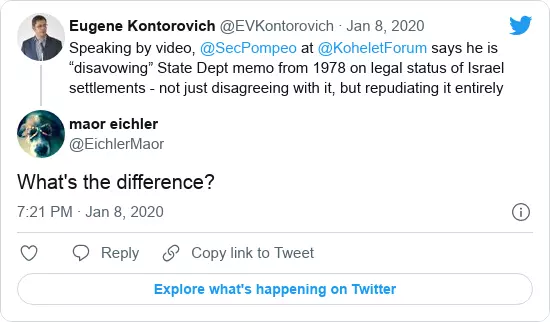 Eugene Kontorovich @EVKontorovich · Jan 8, 2020
Speaking by video, @SecPompeo at @KoheletForum says he is
“disavowing” State Dept memo from 1978 on legal status of Israel
settlements - not just disagreeing with it, but repudiating it entirely
maor eichler
@EichlerMaor
What's the difference?
7:21 PM · Jan 8, 2020
Reply Copy link to Tweet
Explore what's happening on Twitter